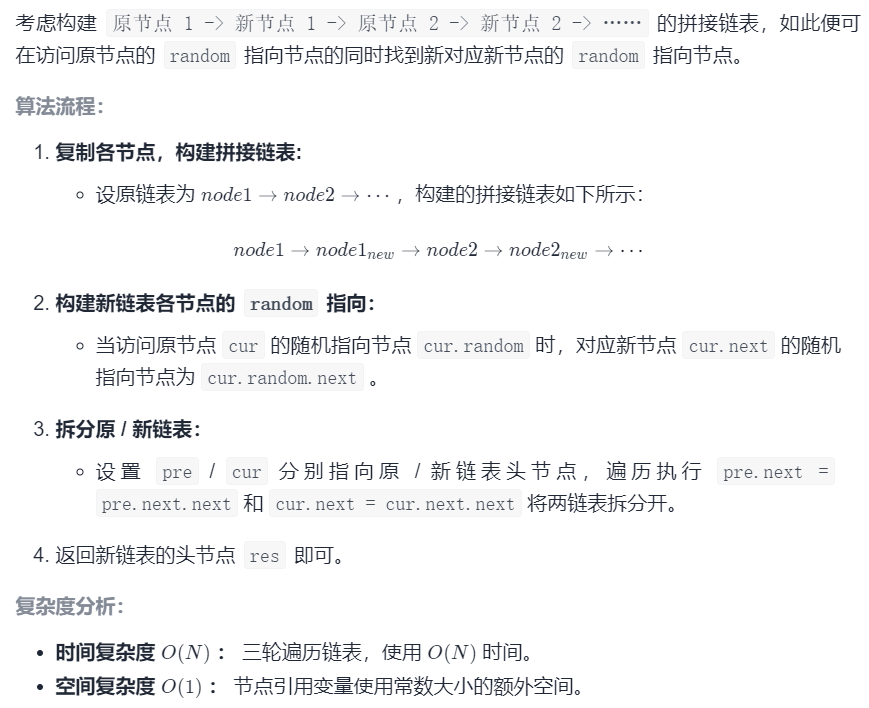 考虑构建 原节点 1 -> 新节点 1 -> 原节点 2 -> 新节点 2 -> …… 的拼接链表，如此便可
在访问原节点的 random 指向节点的同时找到新对应新节点的 random 指向节点。
算法流程：
1. 复制各节点，构建拼接链表:
◦ 设原链表为 node1 → node2 → ⋯ ，构建的拼接链表如下所示：
node1 → node1new → node2 → node2new → ⋯
2. 构建新链表各节点的 random 指向：
◦ 当访问原节点 cur 的随机指向节点 cur.random 时，对应新节点 cur.next 的随机
指向节点为 cur.random.next 。
3. 拆分原 / 新链表：
◦ 设置 pre / cur 分别指向原 / 新链表头节点，遍历执行 pre.next =
pre.next.next 和 cur.next = cur.next.next 将两链表拆分开。
4. 返回新链表的头节点 res 即可。
复杂度分析：
• 时间复杂度 O(N) ： 三轮遍历链表，使用 O(N) 时间。
• 空间复杂度 O(1) ： 节点引用变量使用常数大小的额外空间。